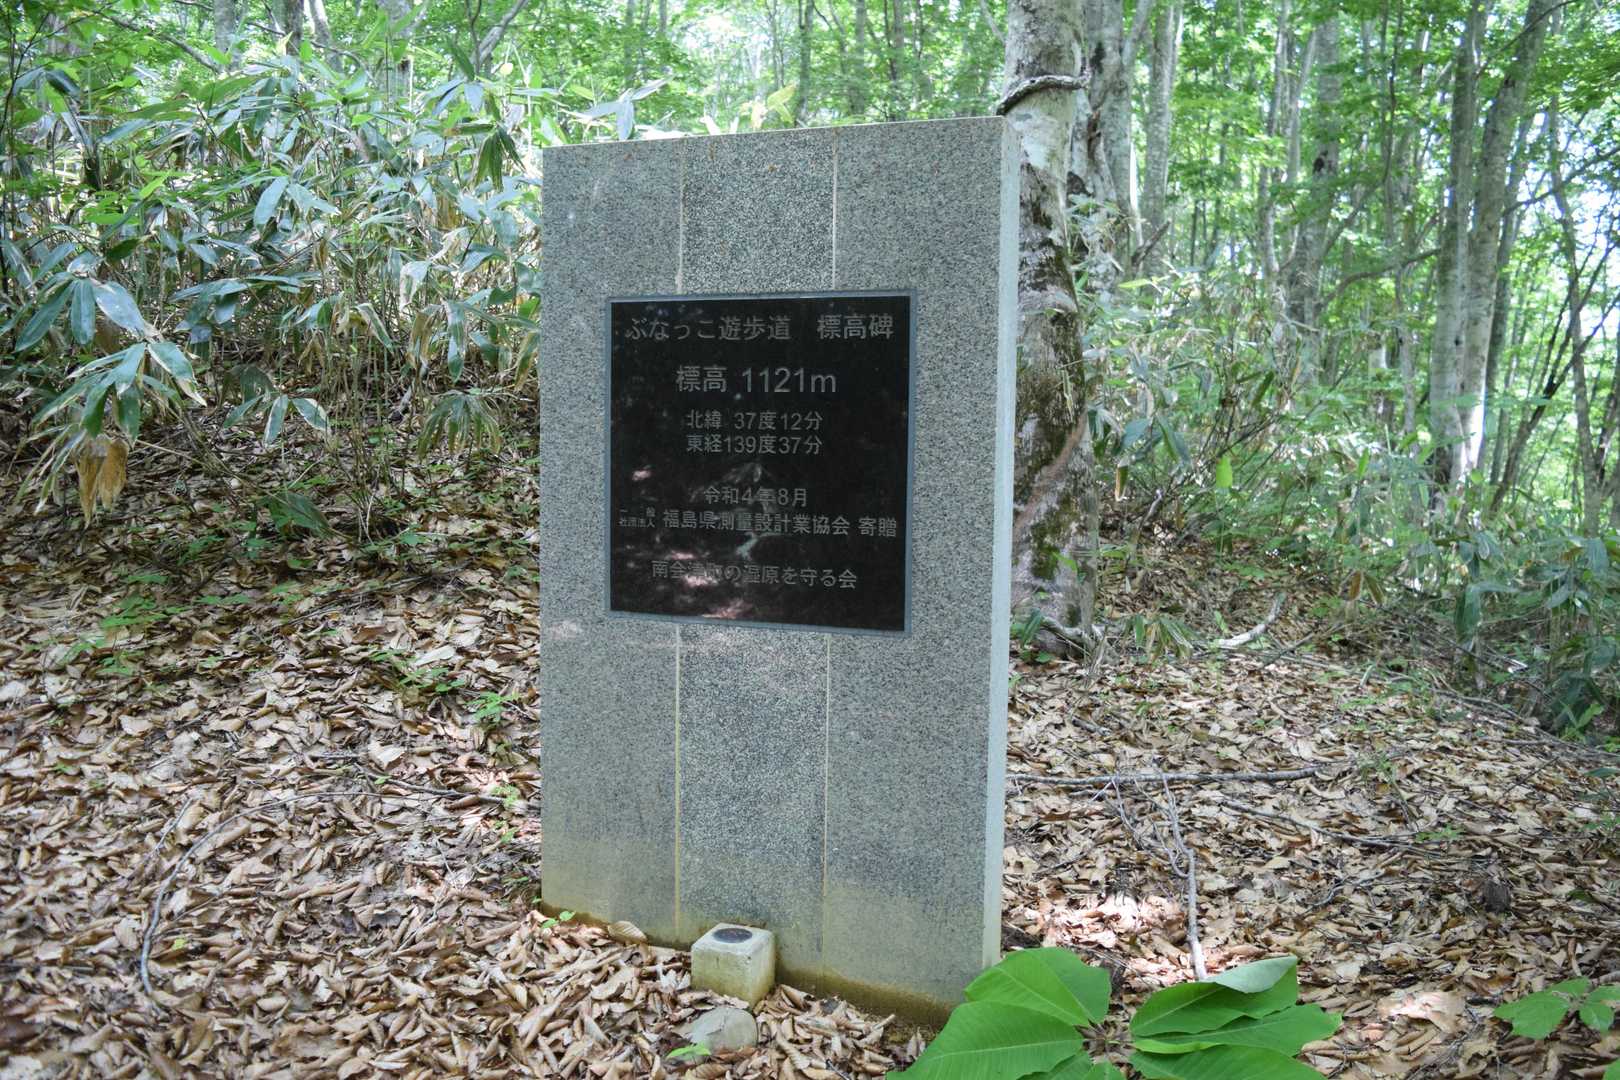 ぶなっこ遊歩道　標高碑
標高 1121m
北緯 37度12分
東経139度37分
令和4年8月
一般社団法人 福島県測量設計業協会 寄贈
南会津町の湿原を守る会